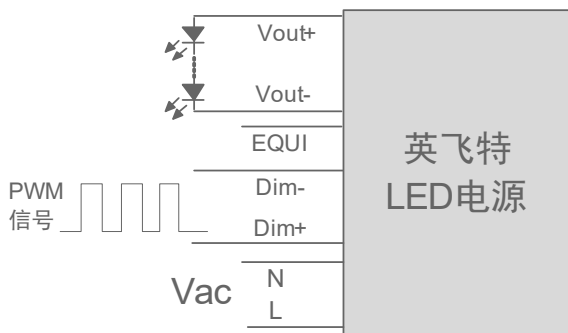 Vout+
Vout-
EQUI
Dim-
Dim+
PWM
信号
Vac
N
L
英飞特
LED电源